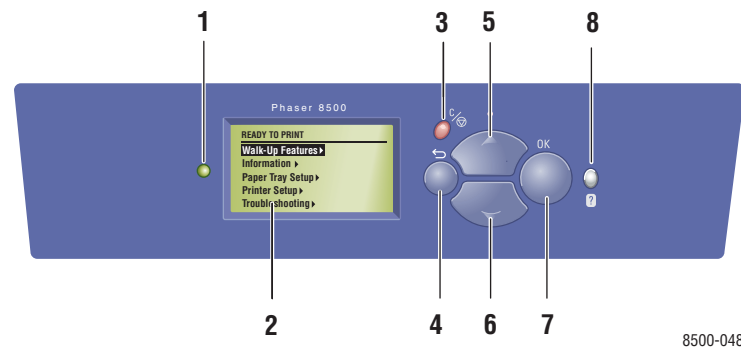 1 3 5 8
Phaser 8500
C/
READY TO PRINT
Walk-Up Features
Information
Paper Tray Setup
Printer Setup
Troubleshooting
OK
?
2 4 6 7
8500-048